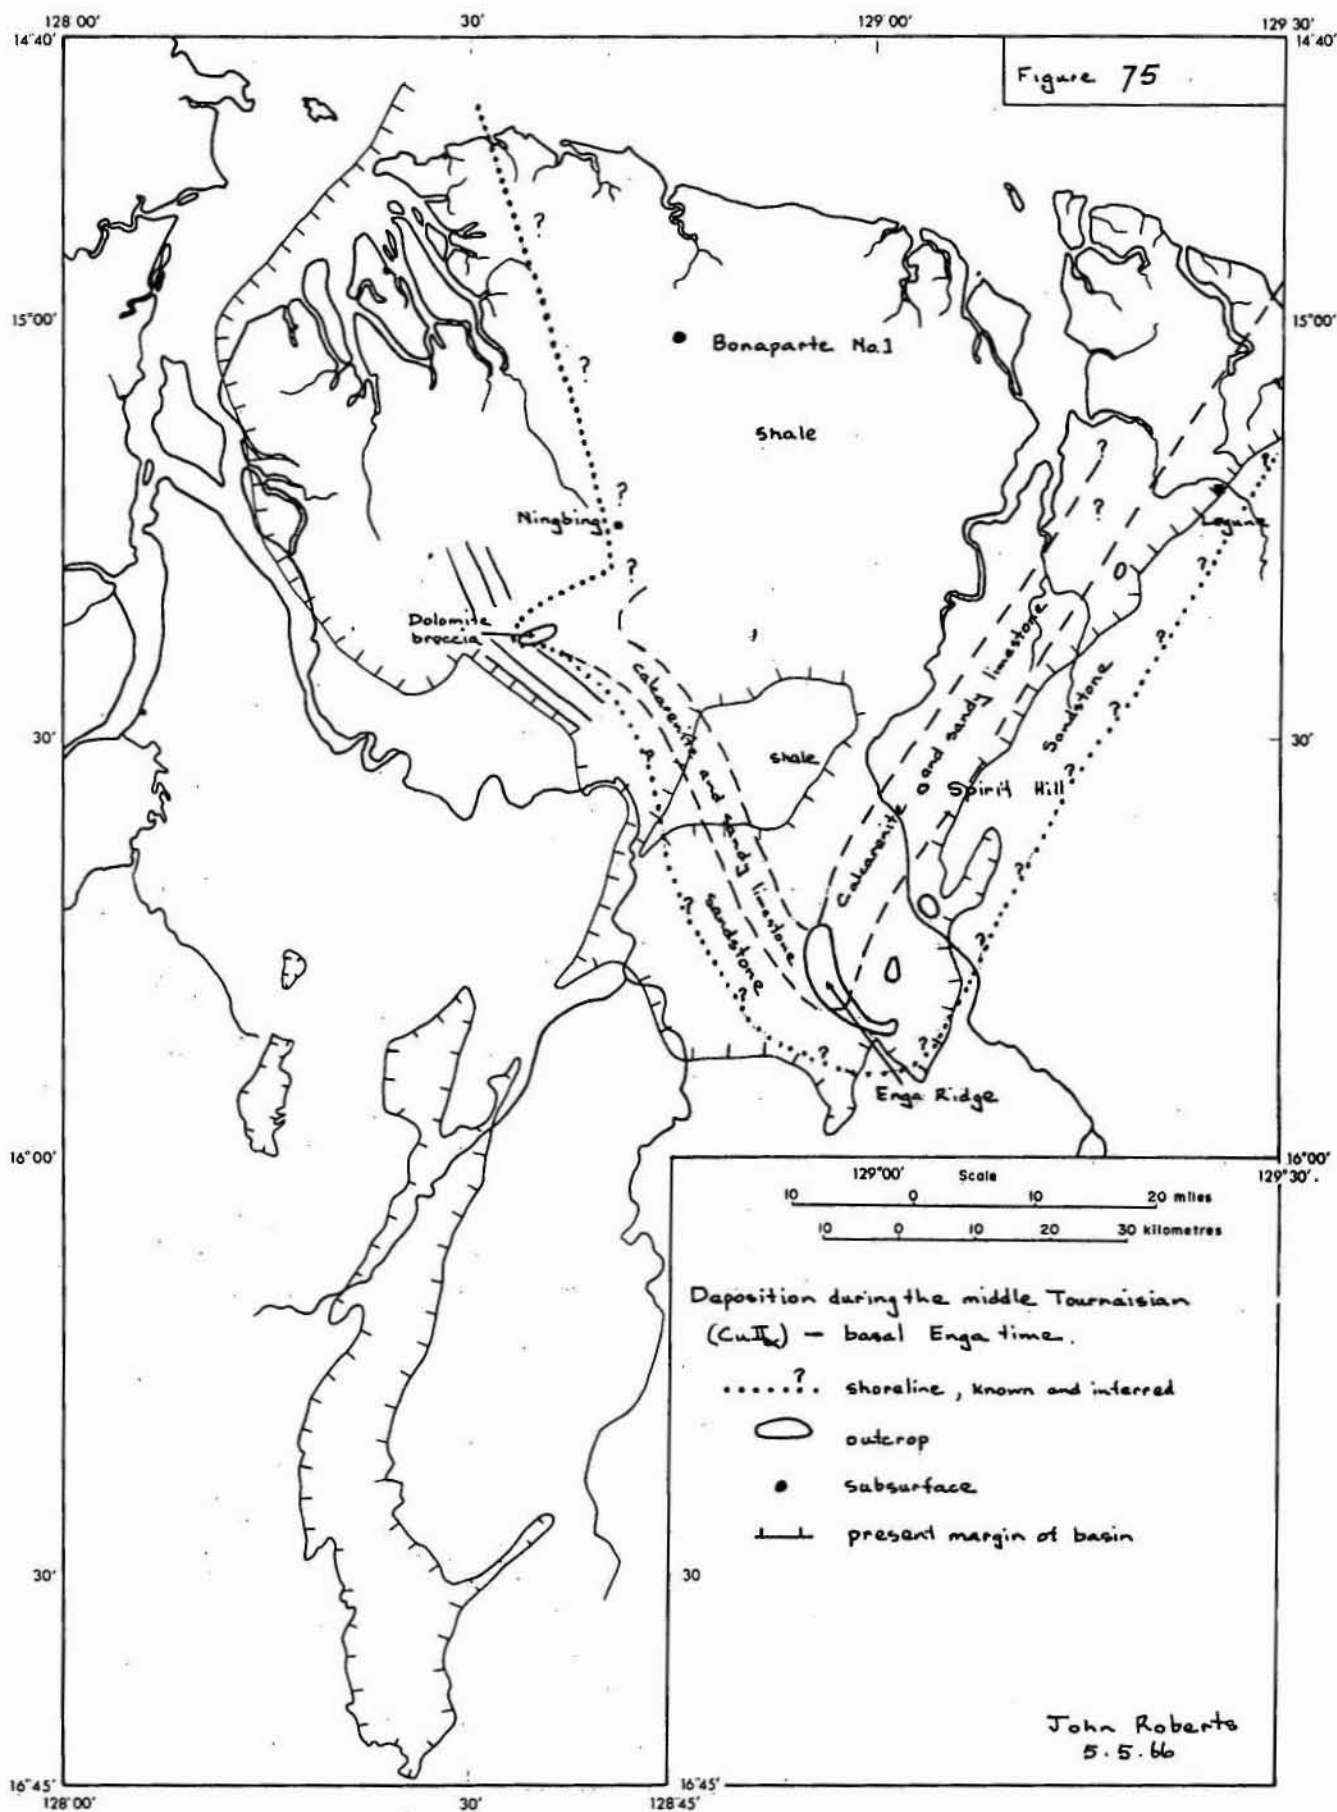 128°00′ 30′ 129°00′ 129°30′
14°40′ 14°40′
Figure 75
?
15°00′ 15°00′
Bonaparte No.1
?
Shale
?
?
?
Ningbing
?
Legune
?
?
Dolomite
breccia
?
calcarenite and sandy limestone
Calcarenite and sandy limestone
Sandstone
?
30′ 30′
shale
?
Spirit Hill
?
?
Sandstone
?
?
?
?
Enga Ridge
16°00′ 16°00′
129°00′ 129°30′
Scale
10 0 10 20 miles
10 0 10 20 30 kilometres
Deposition during the middle Tournaisian
(CuIIα) — basal Enga time.
? shoreline, known and inferred
outcrop
subsurface
present margin of basin
30′ 30
John Roberts
5.5.66
16°45′ 16°45′
128°00′ 30′ 128°45′